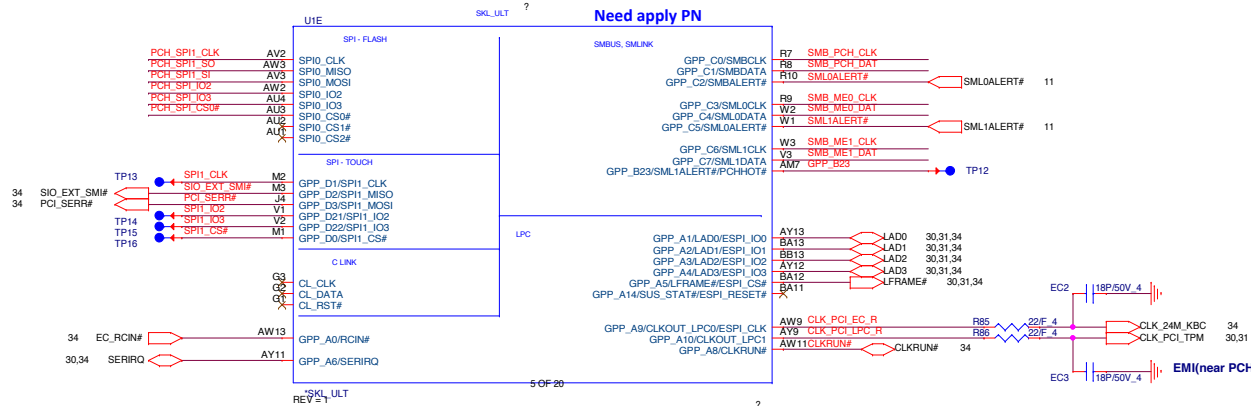 SKL_ULT ? Need apply PN
U1E
SPI - FLASH
PCH_SPI1_CLK AV2 SPI0_CLK
PCH_SPI1_SO AW3 SPI0_MISO
PCH_SPI1_SI AV3 SPI0_MOSI
PCH_SPI_IO2 AW2 SPI0_IO2
PCH_SPI_IO3 AU4 SPI0_IO3
PCH_SPI_CS0# AU3 SPI0_CS0#
AU2 SPI0_CS1#
AU1 SPI0_CS2#
SMBUS, SMLINK
GPP_C0/SMBCLK R7 SMB_PCH_CLK
GPP_C1/SMBDATA R8 SMB_PCH_DAT
GPP_C2/SMBALERT# R10 SML0ALERT# SML0ALERT# 11
GPP_C3/SML0CLK R9 SMB_ME0_CLK
GPP_C4/SML0DATA W2 SMB_ME0_DAT
GPP_C5/SML0ALERT# W1 SML1ALERT# SML1ALERT# 11
GPP_C6/SML1CLK W3 SMB_ME1_CLK
GPP_C7/SML1DATA V3 SMB_ME1_DAT
GPP_B23/SML1ALERT#/PCHHOT# AM7 GPP_B23 TP12
SPI - TOUCH
TP13 SPI1_CLK M2 GPP_D1/SPI1_CLK
34 SIO_EXT_SMI# SIO_EXT_SMI# M3 GPP_D2/SPI1_MISO
34 PCI_SERR# PCI_SERR# J4 GPP_D3/SPI1_MOSI
TP14 SPI1_IO2 V1 GPP_D21/SPI1_IO2
TP15 SPI1_IO3 V2 GPP_D22/SPI1_IO3
TP16 SPI1_CS# M1 GPP_D0/SPI1_CS#
LPC
GPP_A1/LAD0/ESPI_IO0 AY13 LAD0 30,31,34
GPP_A2/LAD1/ESPI_IO1 BA13 LAD1 30,31,34
GPP_A3/LAD2/ESPI_IO2 BB13 LAD2 30,31,34
GPP_A4/LAD3/ESPI_IO3 AY12 LAD3 30,31,34
GPP_A5/LFRAME#/ESPI_CS# BA12 LFRAME# 30,31,34
GPP_A14/SUS_STAT#/ESPI_RESET# BA11
C LINK
G3 CL_CLK
G2 CL_DATA
G1 CL_RST#
EC2 18P/50V_4
34 EC_RCIN# AW13 GPP_A0/RCIN#
30,34 SERIRQ AY11 GPP_A6/SERIRQ
GPP_A9/CLKOUT_LPC0/ESPI_CLK AW9 CLK_PCI_EC_R R85 22/F_4 CLK_24M_KBC 34
GPP_A10/CLKOUT_LPC1 AY9 CLK_PCI_LPC_R R86 22/F_4 CLK_PCI_TPM 30,31
GPP_A8/CLKRUN# AW11 CLKRUN# CLKRUN# 34
EC3 18P/50V_4 EMI(near PCH
5 OF 20
*SKL_ULT
REV = 1
?